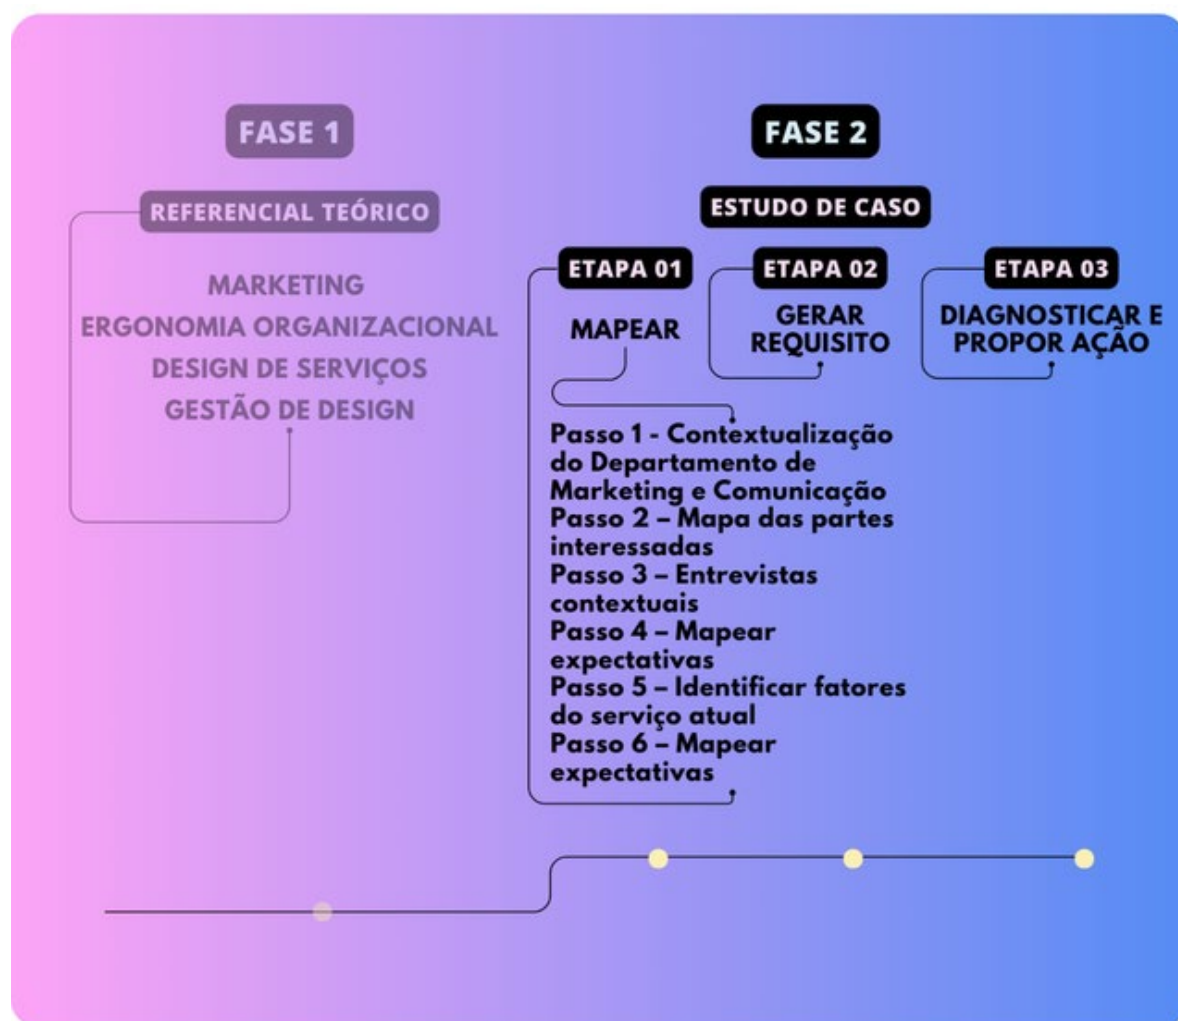 FASE 1
REFERENCIAL TEÓRICO
MARKETING
ERGONOMIA ORGANIZACIONAL
DESIGN DE SERVIÇOS
GESTÃO DE DESIGN
FASE 2
ESTUDO DE CASO
ETAPA 01
MAPEAR
Passo 1 - Contextualização
do Departamento de
Marketing e Comunicação
Passo 2 – Mapa das partes
interessadas
Passo 3 – Entrevistas
contextuais
Passo 4 – Mapear
expectativas
Passo 5 – Identificar fatores
do serviço atual
Passo 6 – Mapear
expectativas
ETAPA 02
GERAR
REQUISITO
ETAPA 03
DIAGNOSTICAR E
PROPOR AÇÃO